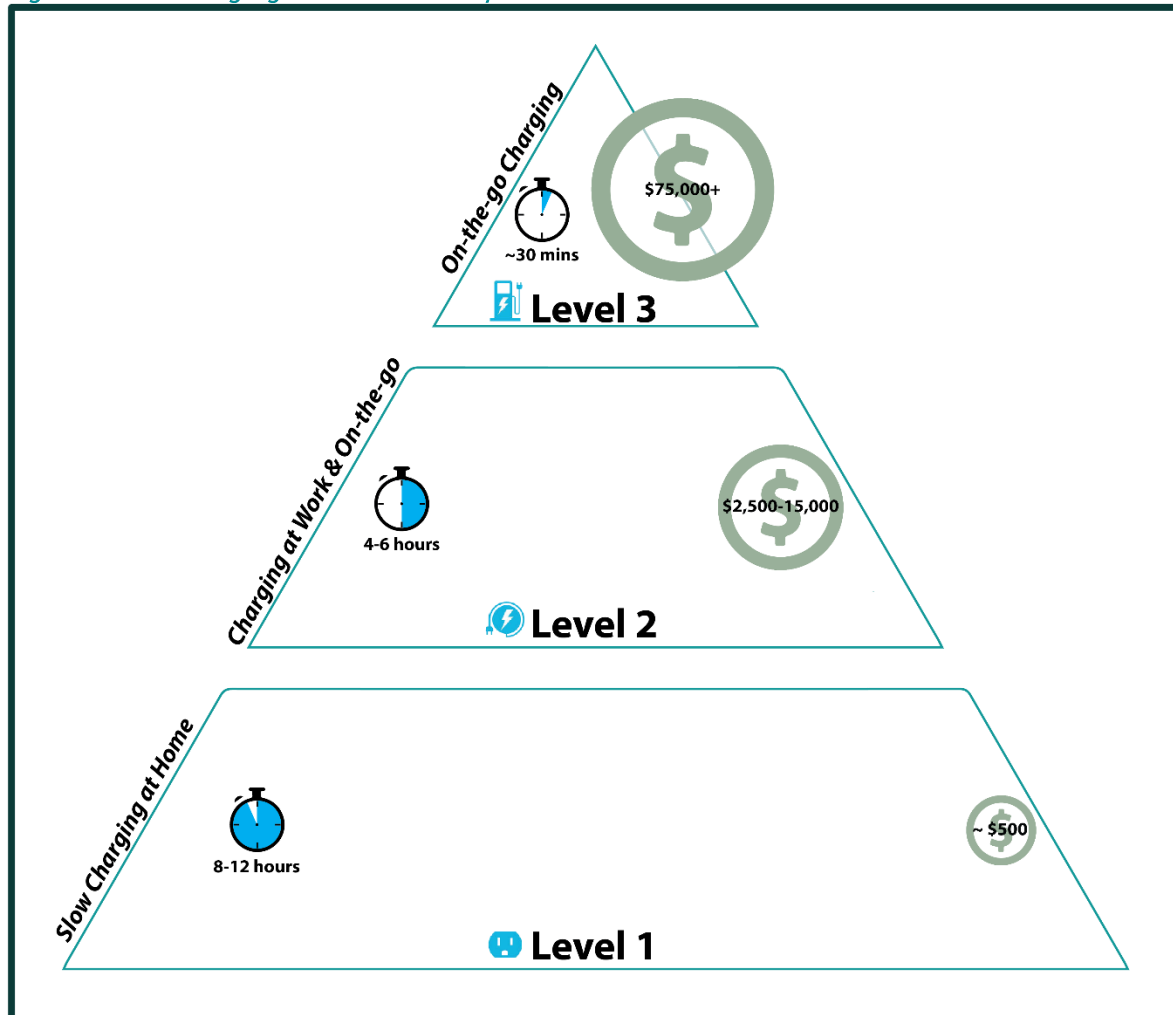 On-the-go Charging
$75,000+
~30 mins
Level 3
Charging at Work & On-the-go
$2,500-15,000
4-6 hours
Level 2
Slow Charging at Home
~ $500
8-12 hours
Level 1